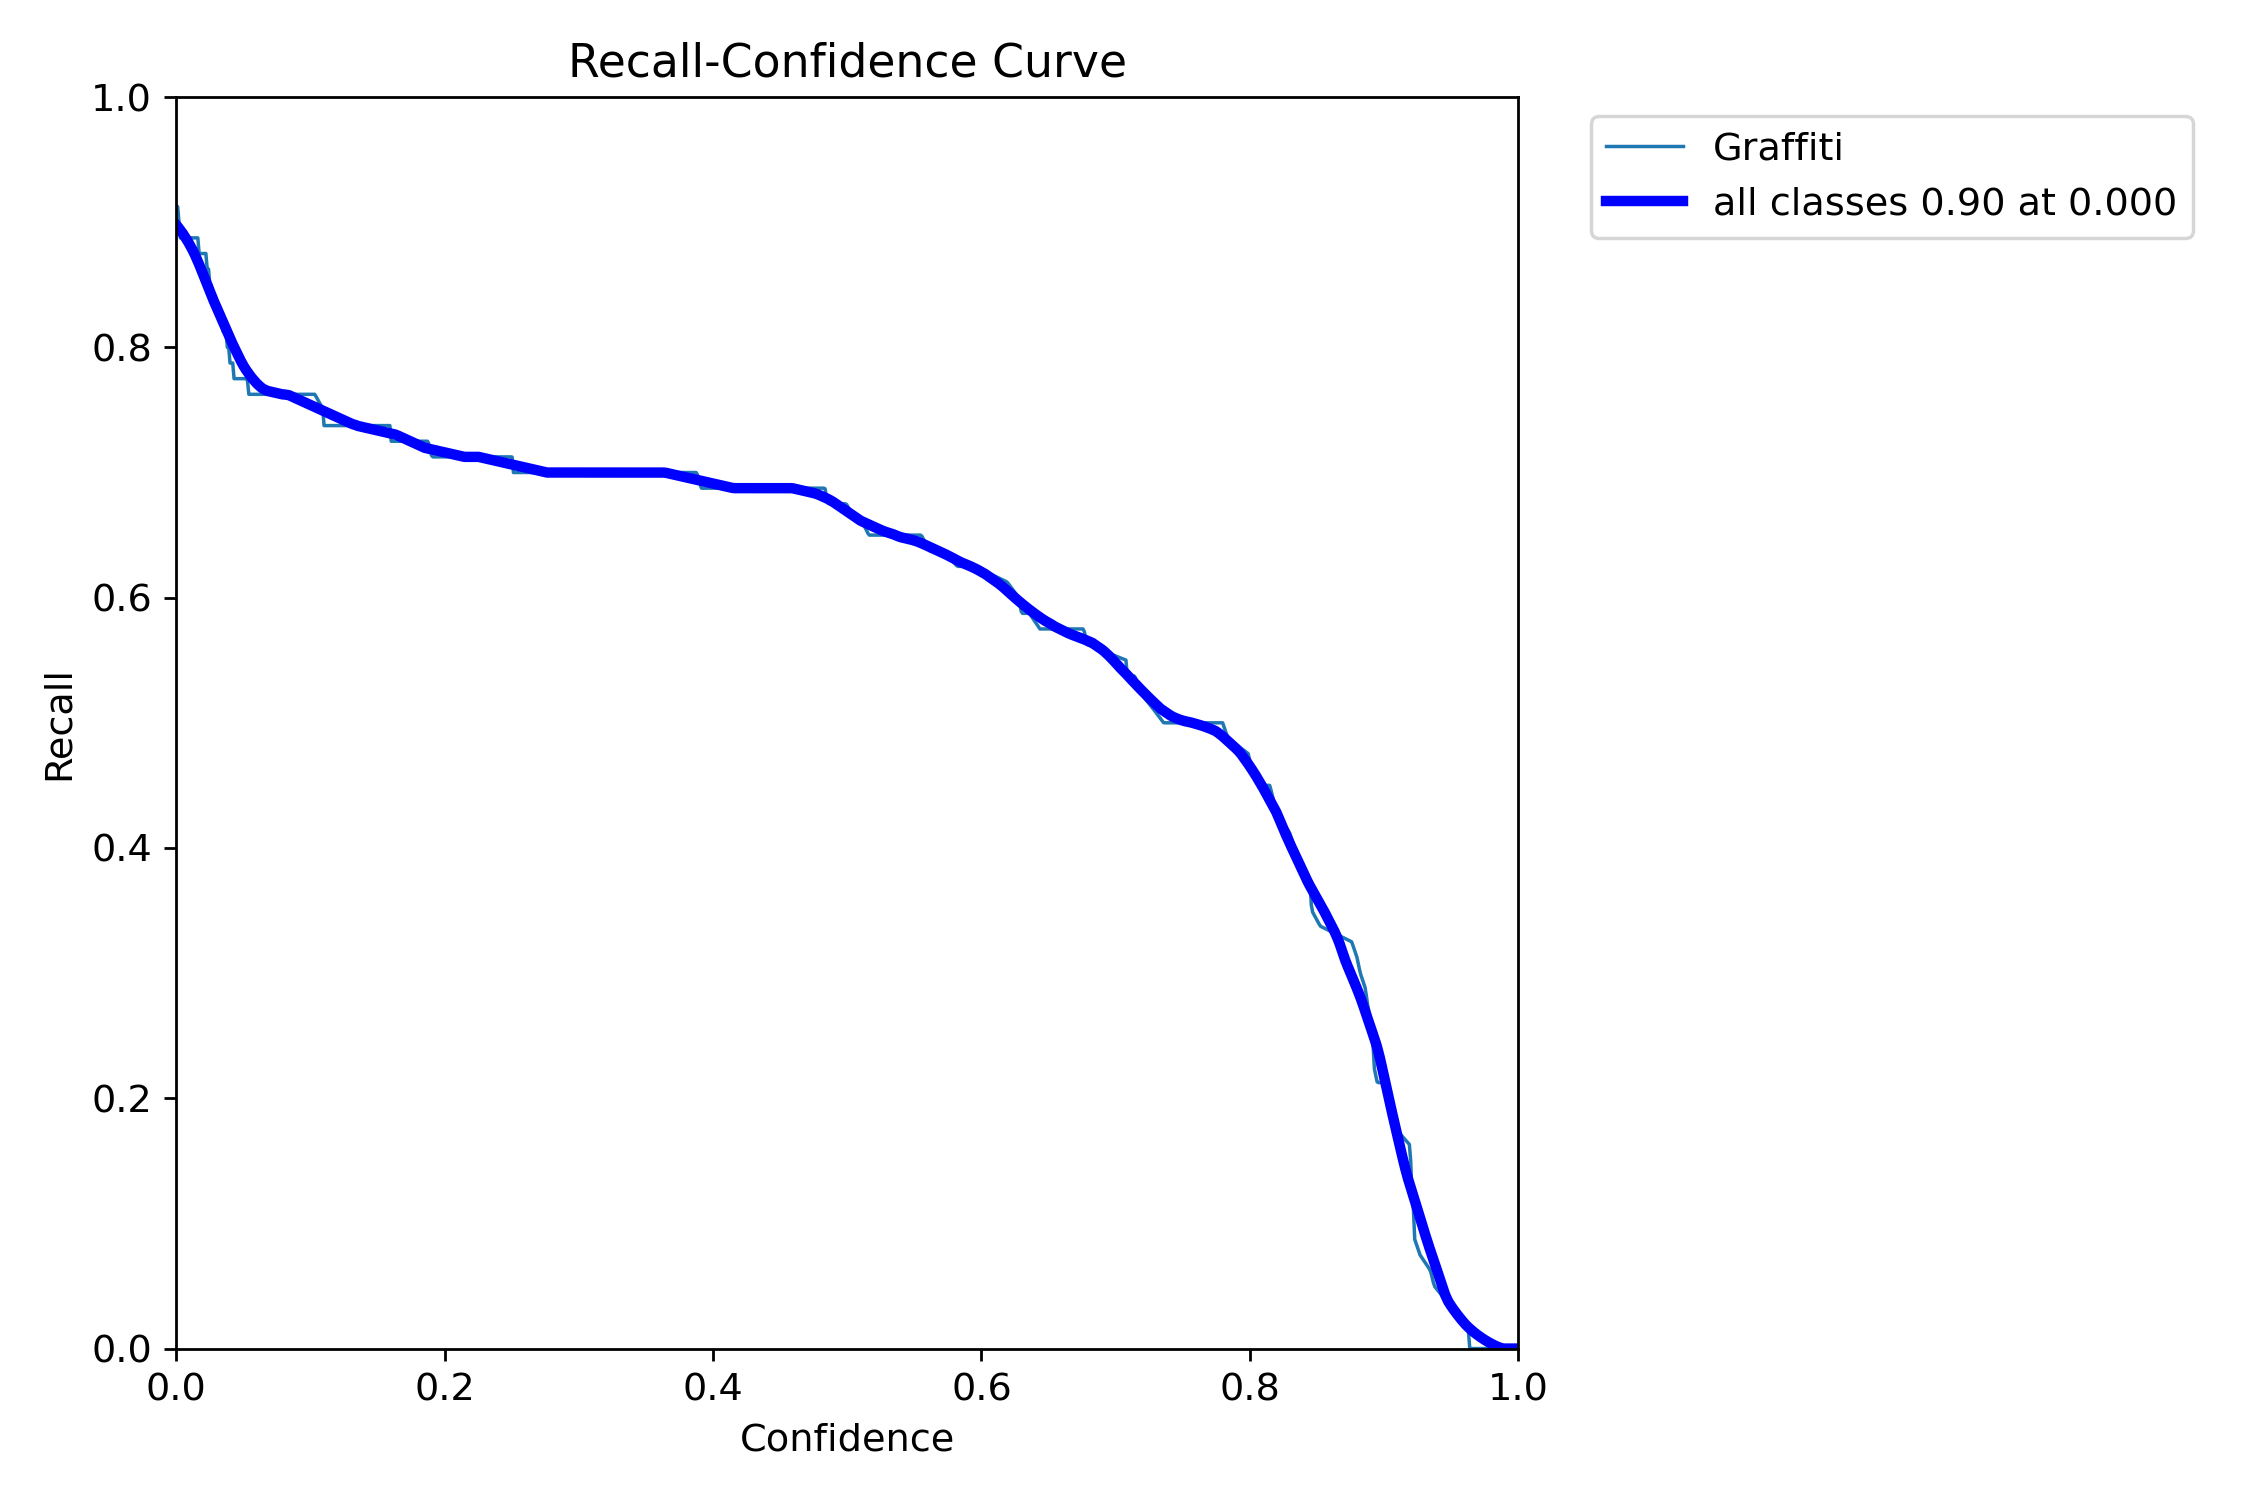 Recall-Confidence Curve
1.0
0.8
0.6
0.4
0.2
0.0
Recall
0.0 0.2 0.4 0.6 0.8 1.0
Confidence
Graffiti
all classes 0.90 at 0.000